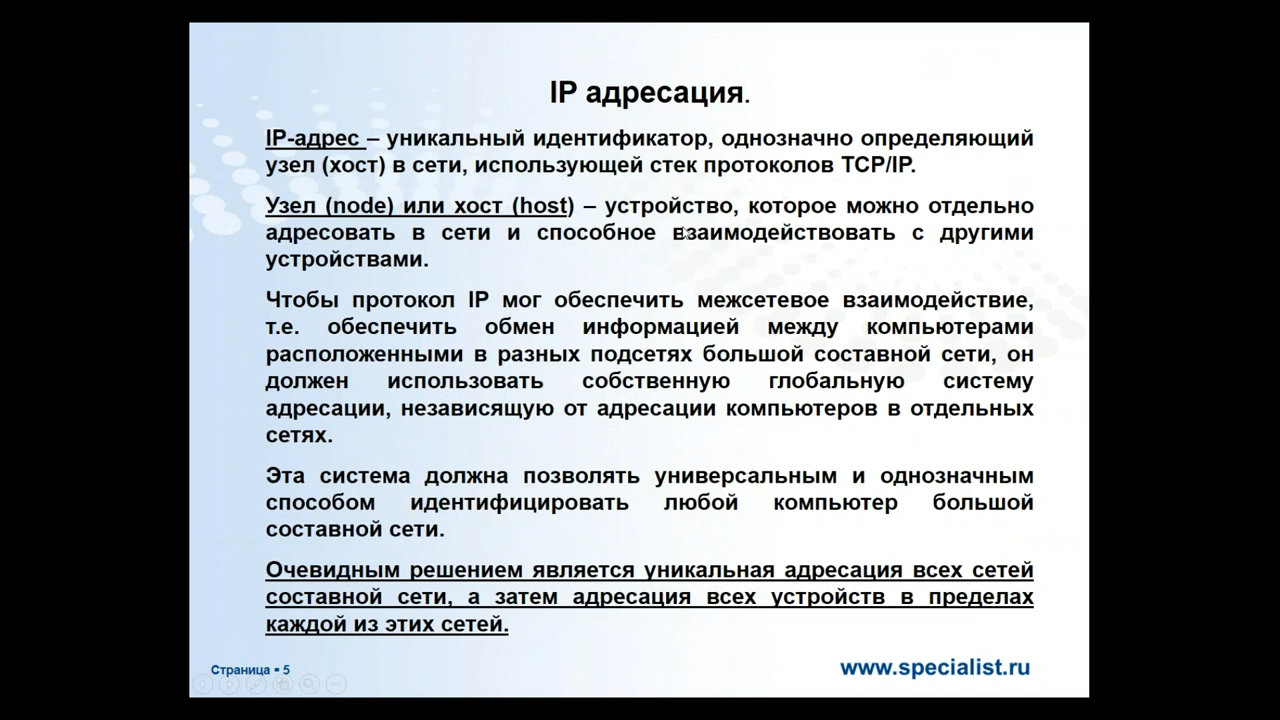 IP адресация.
IP-адрес – уникальный идентификатор, однозначно определяющий
узел (хост) в сети, использующей стек протоколов TCP/IP.
Узел (node) или хост (host) – устройство, которое можно отдельно
адресовать в сети и способное взаимодействовать с другими
устройствами.
Чтобы протокол IP мог обеспечить межсетевое взаимодействие,
т.е. обеспечить обмен информацией между компьютерами
расположенными в разных подсетях большой составной сети, он
должен использовать собственную глобальную систему
адресации, независящую от адресации компьютеров в отдельных
сетях.
Эта система должна позволять универсальным и однозначным
способом идентифицировать любой компьютер большой
составной сети.
Очевидным решением является уникальная адресация всех сетей
составной сети, а затем адресация всех устройств в пределах
каждой из этих сетей.
Страница ▪ 5
www.specialist.ru